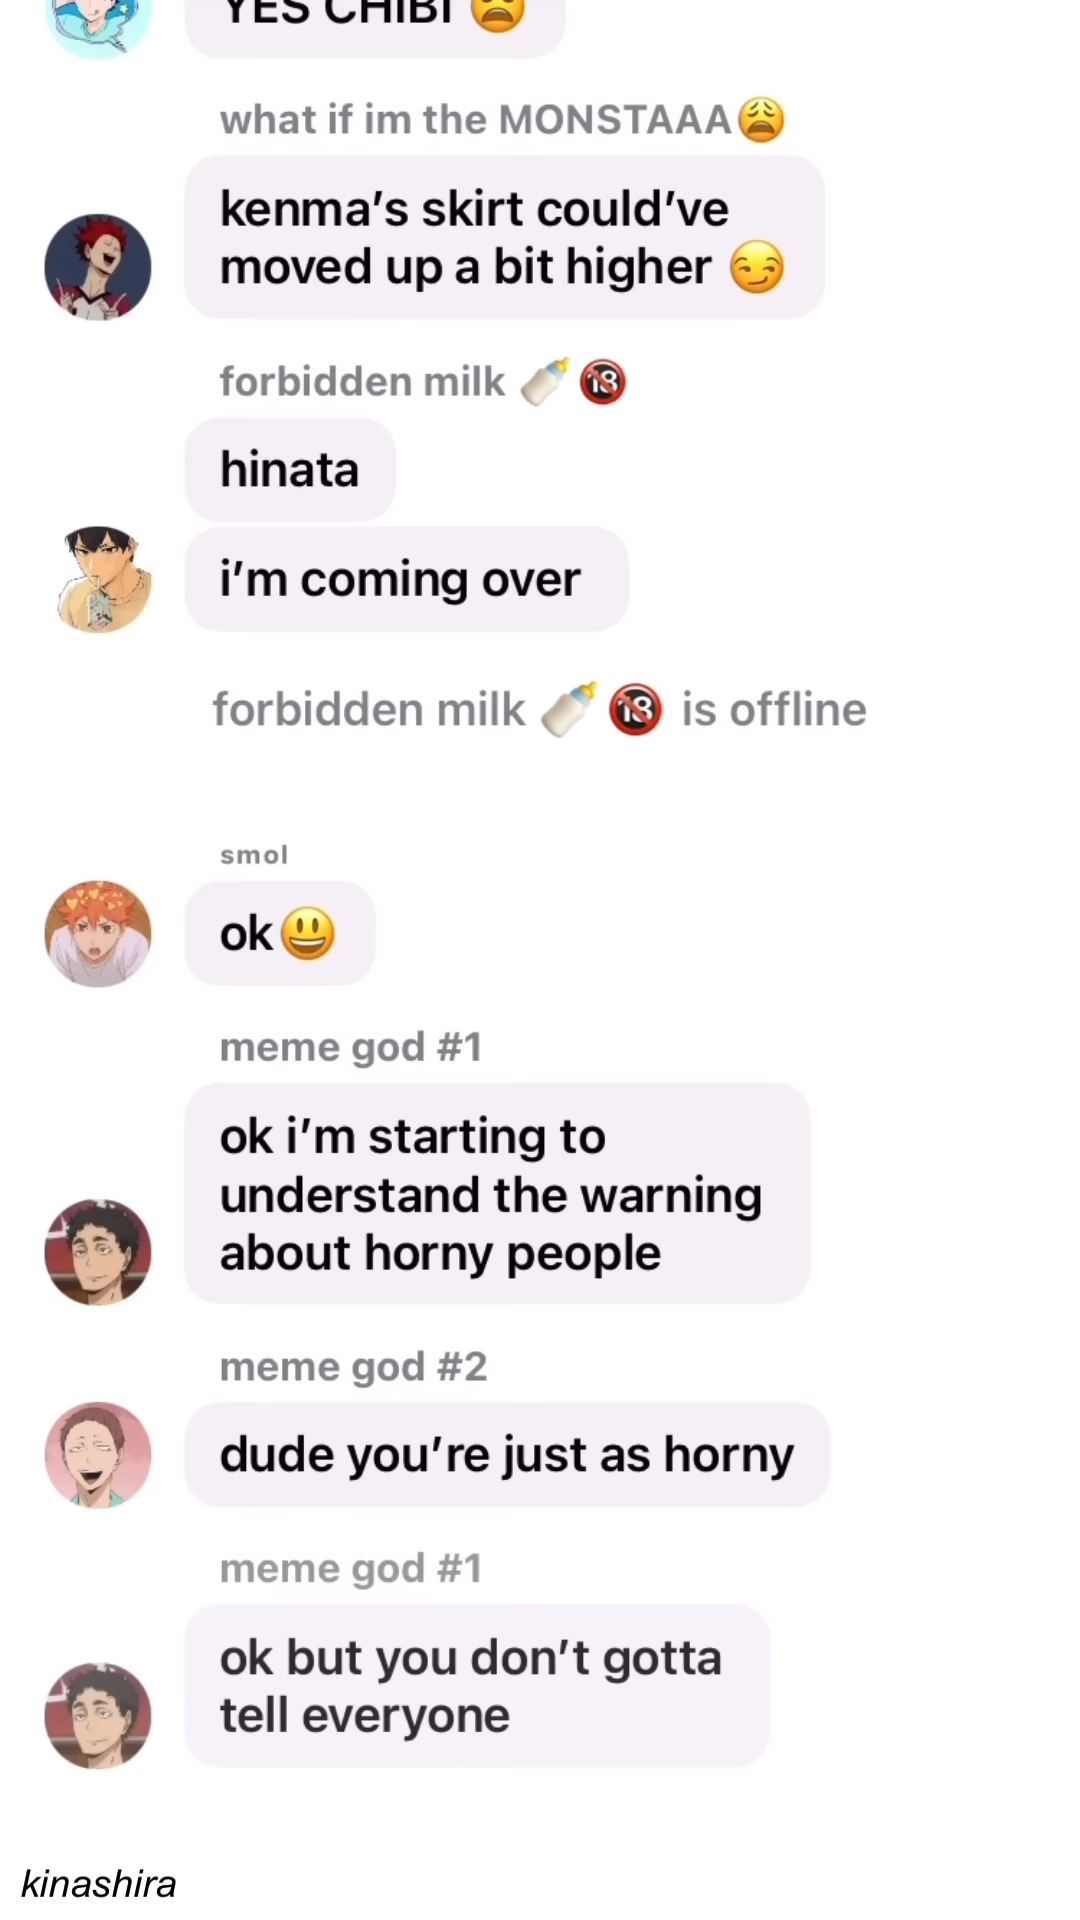 YES CHIBI 😩
what if im the MONSTAAA😩
kenma's skirt could've
moved up a bit higher 😏
forbidden milk 🍼🔞
hinata
i'm coming over
forbidden milk 🍼🔞 is offline
smol
ok😃
meme god #1
ok i'm starting to
understand the warning
about horny people
meme god #2
dude you're just as horny
meme god #1
ok but you don't gotta
tell everyone
kinashira